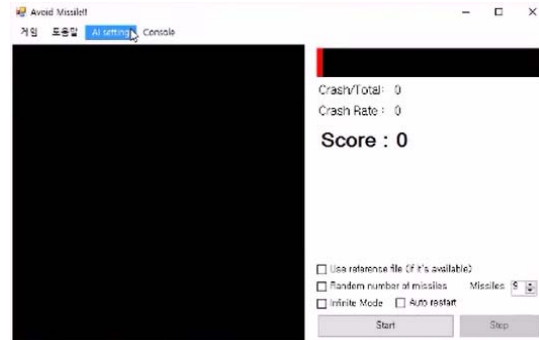 Avoid Missile!!
게임 도움말 AI setting Console
Crash/Total: 0
Crash Rate : 0
Score : 0
Use reference file (if it's available)
Random number of missiles Missiles
Infinite Mode Auto restart
Start Stop